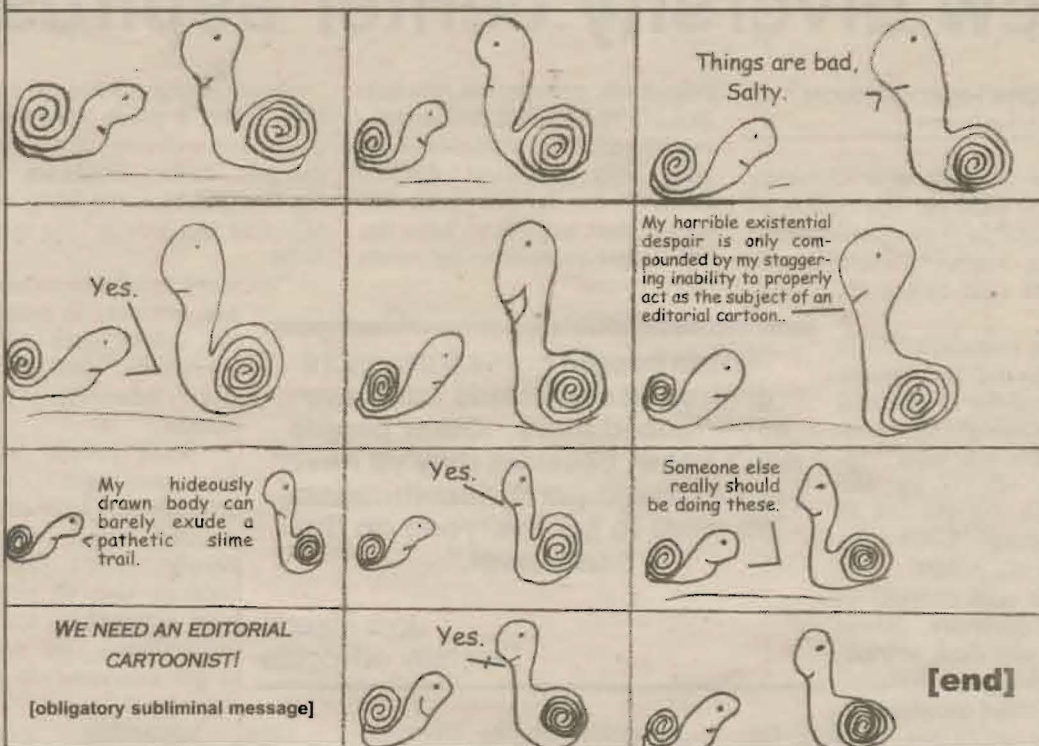 Things are bad,
Salty.
Yes.
My horrible existential
despair is only com-
pounded by my stagger-
ing inability to properly
act as the subject of an
editorial cartoon..
My hideously
drawn body can
barely exude a
pathetic slime
trail.
Yes.
Someone else
really should
be doing these.
WE NEED AN EDITORIAL
CARTOONIST!
[obligatory subliminal message]
Yes.
[end]